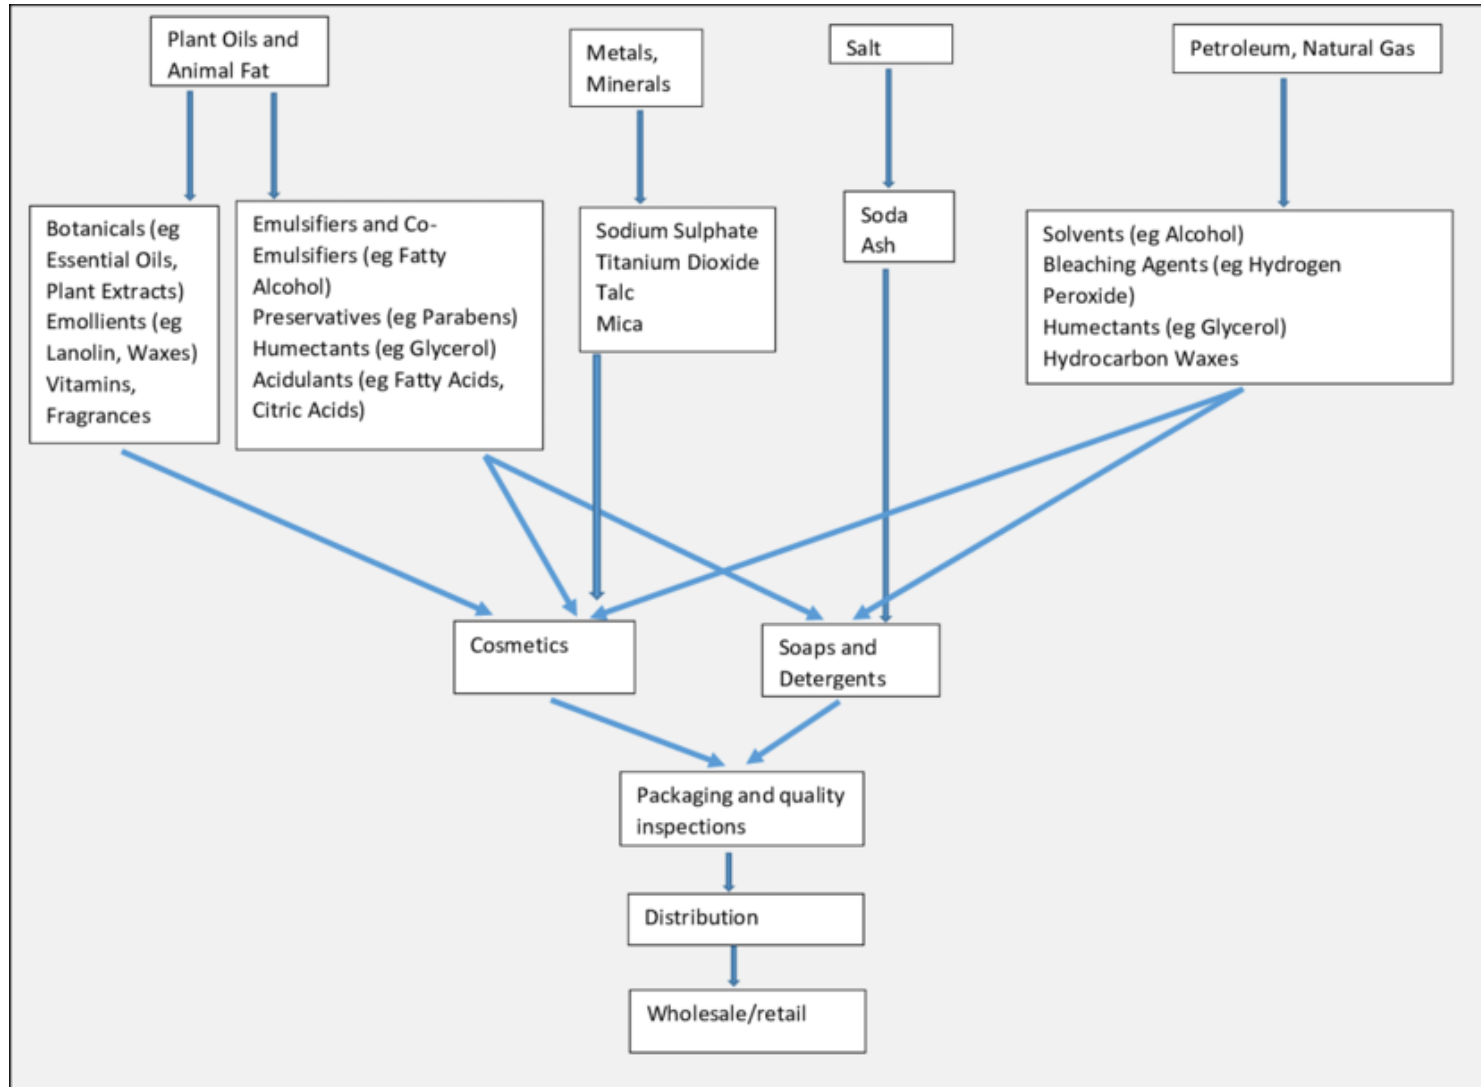 Plant Oils and
Animal Fat
Metals,
Minerals
Salt
Petroleum, Natural Gas
Botanicals (eg
Essential Oils,
Plant Extracts)
Emollients (eg
Lanolin, Waxes)
Vitamins,
Fragrances
Emulsifiers and Co-
Emulsifiers (eg Fatty
Alcohol)
Preservatives (eg Parabens)
Humectants (eg Glycerol)
Acidulants (eg Fatty Acids,
Citric Acids)
Sodium Sulphate
Titanium Dioxide
Talc
Mica
Soda
Ash
Solvents (eg Alcohol)
Bleaching Agents (eg Hydrogen
Peroxide)
Humectants (eg Glycerol)
Hydrocarbon Waxes
Cosmetics
Soaps and
Detergents
Packaging and quality
inspections
Distribution
Wholesale/retail